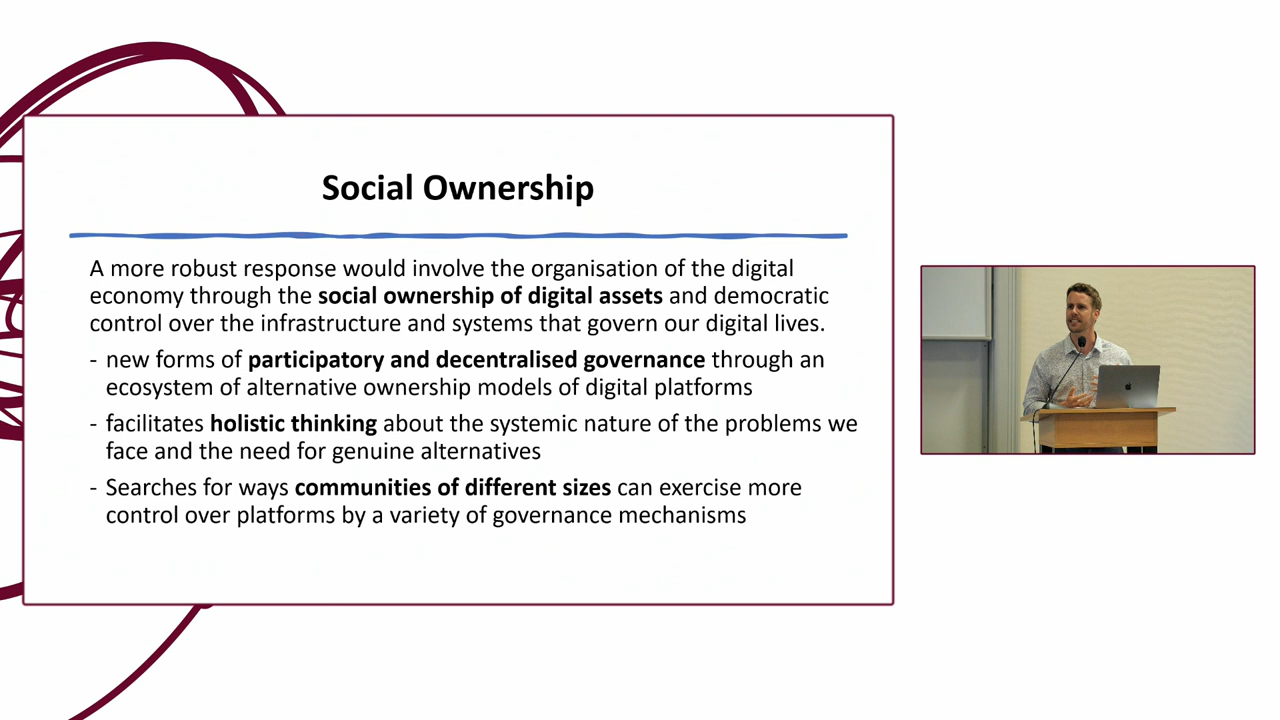 Social Ownership
A more robust response would involve the organisation of the digital
economy through the social ownership of digital assets and democratic
control over the infrastructure and systems that govern our digital lives.
- new forms of participatory and decentralised governance through an
ecosystem of alternative ownership models of digital platforms
- facilitates holistic thinking about the systemic nature of the problems we
face and the need for genuine alternatives
- Searches for ways communities of different sizes can exercise more
control over platforms by a variety of governance mechanisms